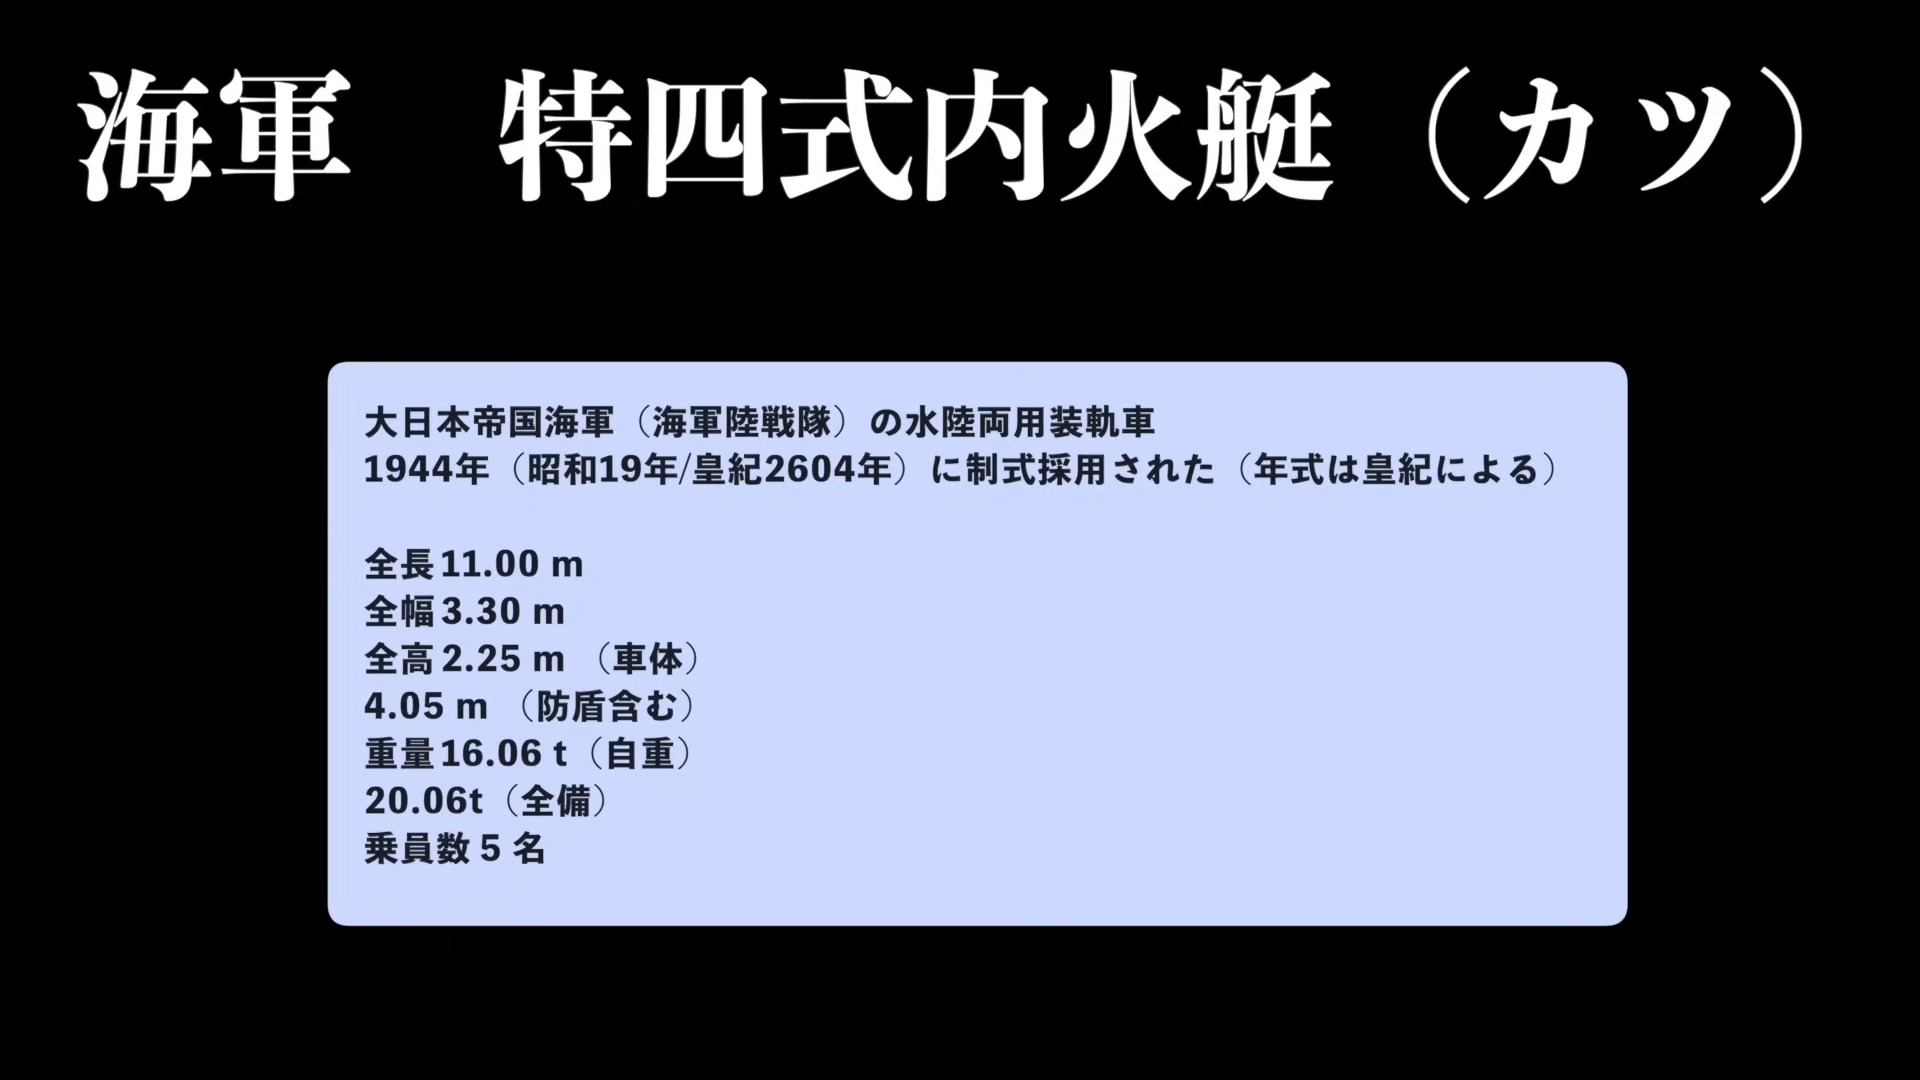 海軍　特四式内火艇（カツ）
大日本帝国海軍（海軍陸戦隊）の水陸両用装軌車
1944年（昭和19年/皇紀2604年）に制式採用された（年式は皇紀による）
全長11.00 m
全幅3.30 m
全高2.25 m （車体）
4.05 m （防盾含む）
重量16.06 t（自重）
20.06t（全備）
乗員数 5 名